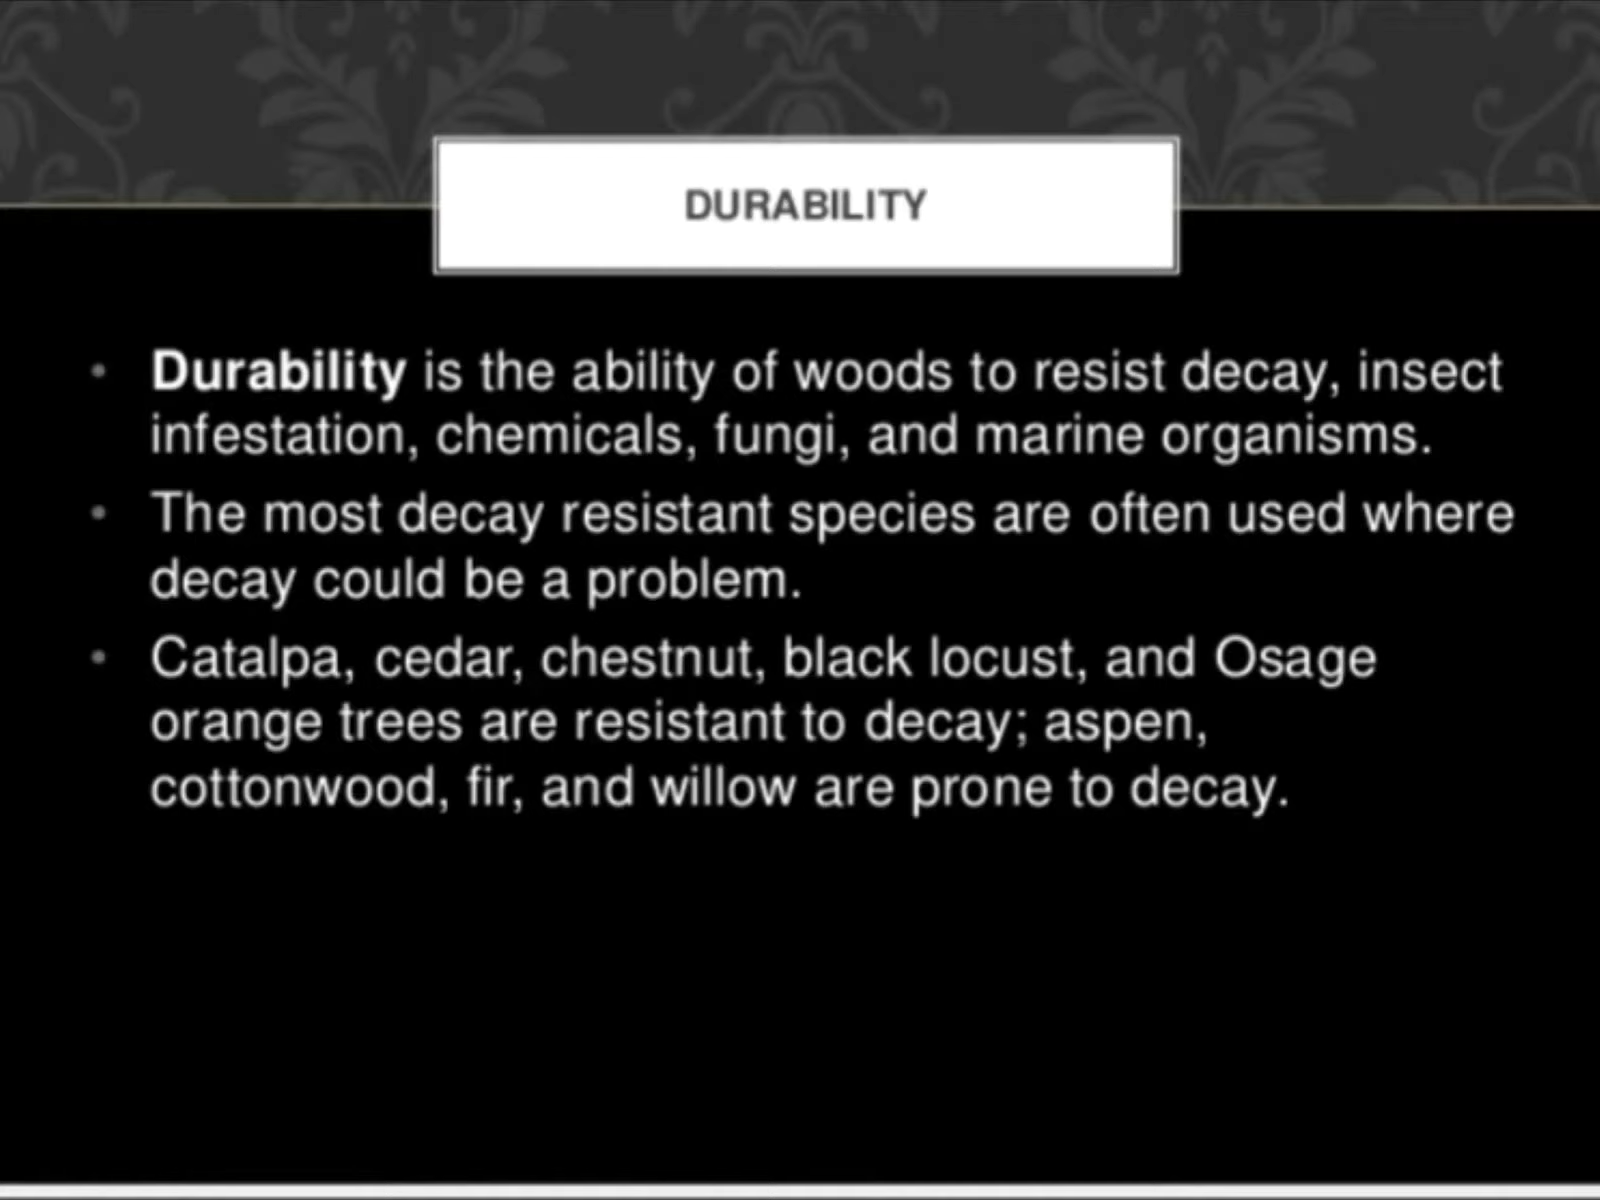 DURABILITY
• Durability is the ability of woods to resist decay, insect
infestation, chemicals, fungi, and marine organisms.
• The most decay resistant species are often used where
decay could be a problem.
• Catalpa, cedar, chestnut, black locust, and Osage
orange trees are resistant to decay; aspen,
cottonwood, fir, and willow are prone to decay.